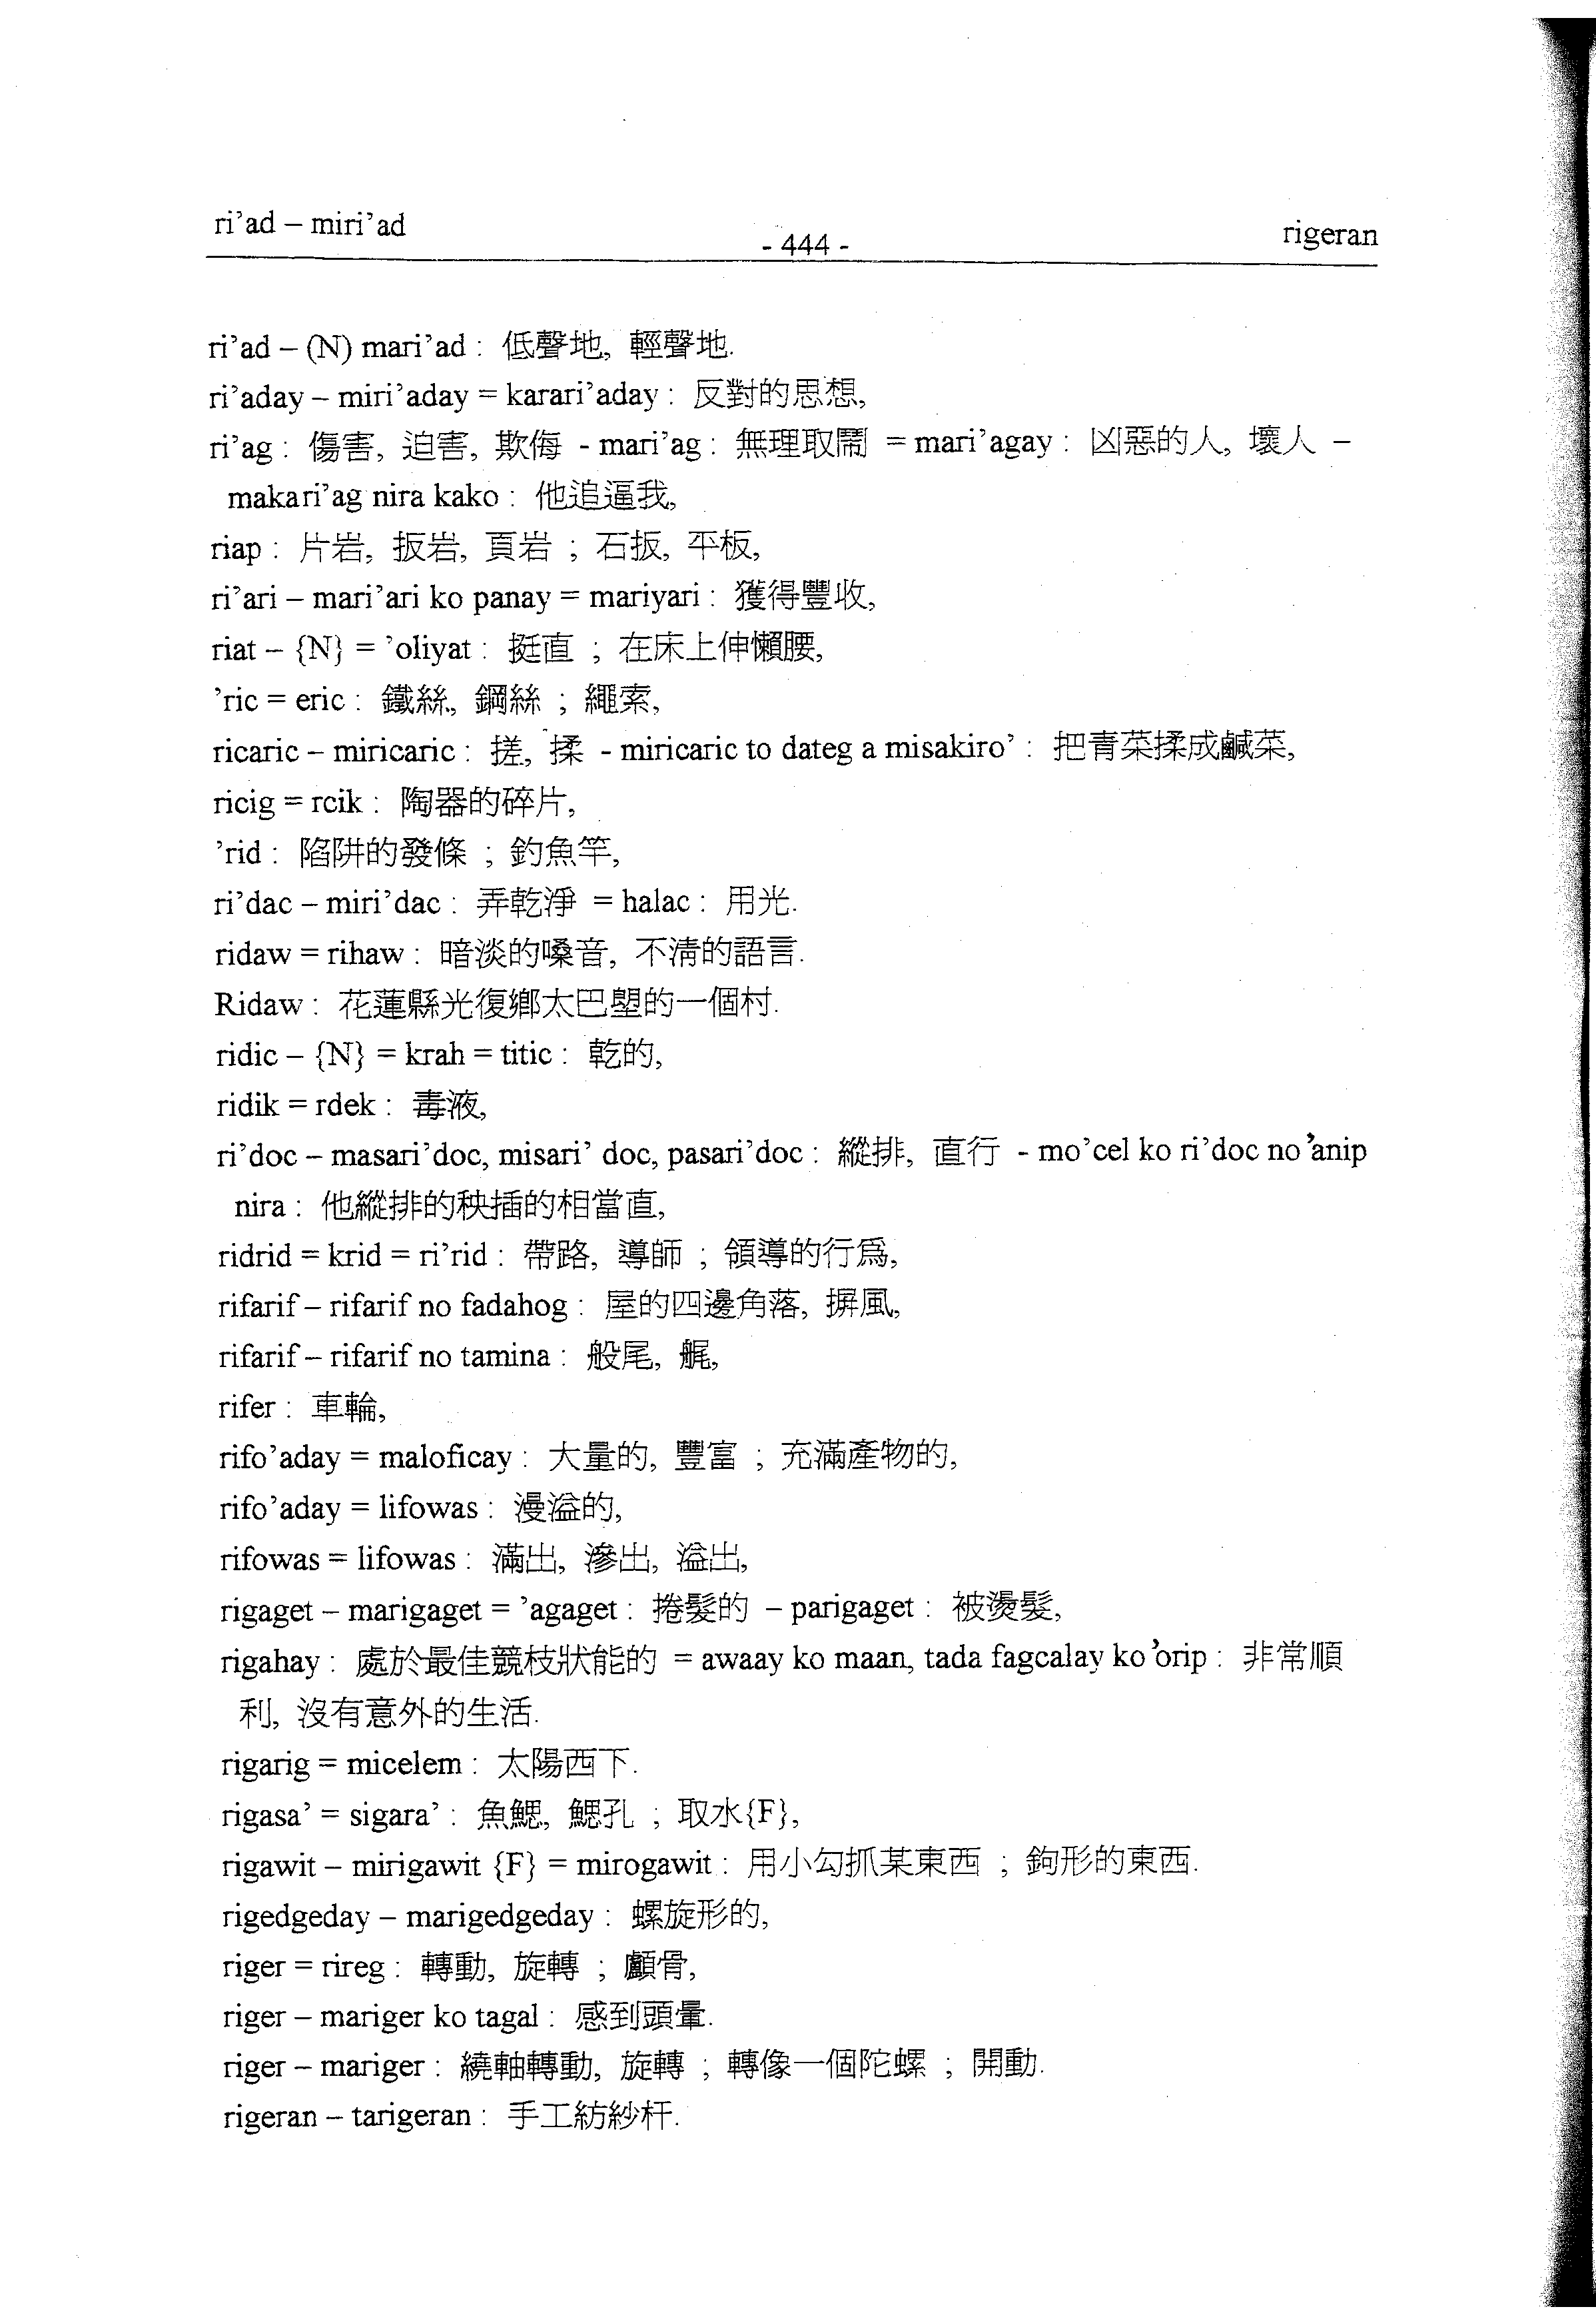 ri’ad – miri’ad
- 444 -
rigeran
ri’ad – (N) mari’ad : 低聲地, 輕聲地.
ri’aday – miri’aday = karari’aday : 反對的思想,
ri’ag : 傷害, 迫害, 欺侮 - mari’ag : 無理取鬧 = mari’agay : 凶惡的人, 壞人 –
makari’ag nira kako : 他追逼我,
riap : 片岩, 扳岩, 頁岩 ; 石扳, 平板,
ri’ari – mari’ari ko panay = mariyari : 獲得豐收,
riat – {N} = ’oliyat : 挺直 ; 在床上伸懶腰,
’ric = eric : 鐵絲, 鋼絲 ; 繩索,
ricaric – miricaric : 搓, 揉 - miricaric to dateg a misakiro’ : 把青菜揉成鹹菜,
ricig = rcik : 陶器的碎片,
’rid : 陷阱的發條 ; 釣魚竿,
ri’dac – miri’dac : 弄乾淨 = halac : 用光.
ridaw = rihaw : 暗淡的嗓音, 不清的語言.
Ridaw : 花蓮縣光復鄉太巴塱的一個村.
ridic – {N} = krah = titic : 乾的,
ridik = rdek : 毒液,
ri’doc – masari’doc, misari’ doc, pasari’doc : 縱排, 直行 - mo’cel ko ri’doc no ’anip
nira : 他縱排的秧插的相當直,
ridrid = krid = ri’rid : 帶路, 導師 ; 領導的行為,
rifarif – rifarif no fadahog : 屋的四邊角落, 摒風,
rifarif – rifarif no tamina : 般尾, 艉,
rifer : 車輪,
rifo’aday = maloficay : 大量的, 豐富 ; 充滿產物的,
rifo’aday = lifowas : 漫溢的,
rifowas = lifowas : 滿出, 滲出, 溢出,
rigaget – marigaget = ’agaget : 捲髮的 – parigaget : 被燙髮,
rigahay : 處於最佳競枝狀能的 = awaay ko maan, tada fagcalay ko ’orip : 非常順
利, 沒有意外的生活.
rigarig = micelem : 太陽西下.
rigasa’ = sigara’ : 魚鰓, 鰓孔 ; 取水{F},
rigawit – mirigawit {F} = mirogawit : 用小勾抓某東西 ; 鉤形的東西.
rigedgeday – marigedgeday : 螺旋形的,
riger = rireg : 轉動, 旋轉 ; 顱骨,
riger – mariger ko tagal : 感到頭暈.
riger – mariger : 繞軸轉動, 旋轉 ; 轉像一個陀螺 ; 開動.
rigeran – tarigeran : 手工紡紗杆.